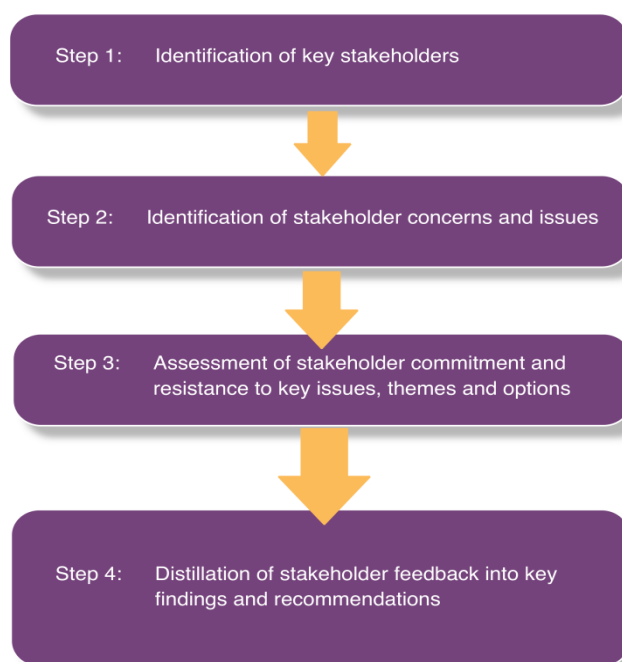 Step 1: Identification of key stakeholders
Step 2: Identification of stakeholder concerns and issues
Step 3: Assessment of stakeholder commitment and
resistance to key issues, themes and options
Step 4: Distillation of stakeholder feedback into key
findings and recommendations